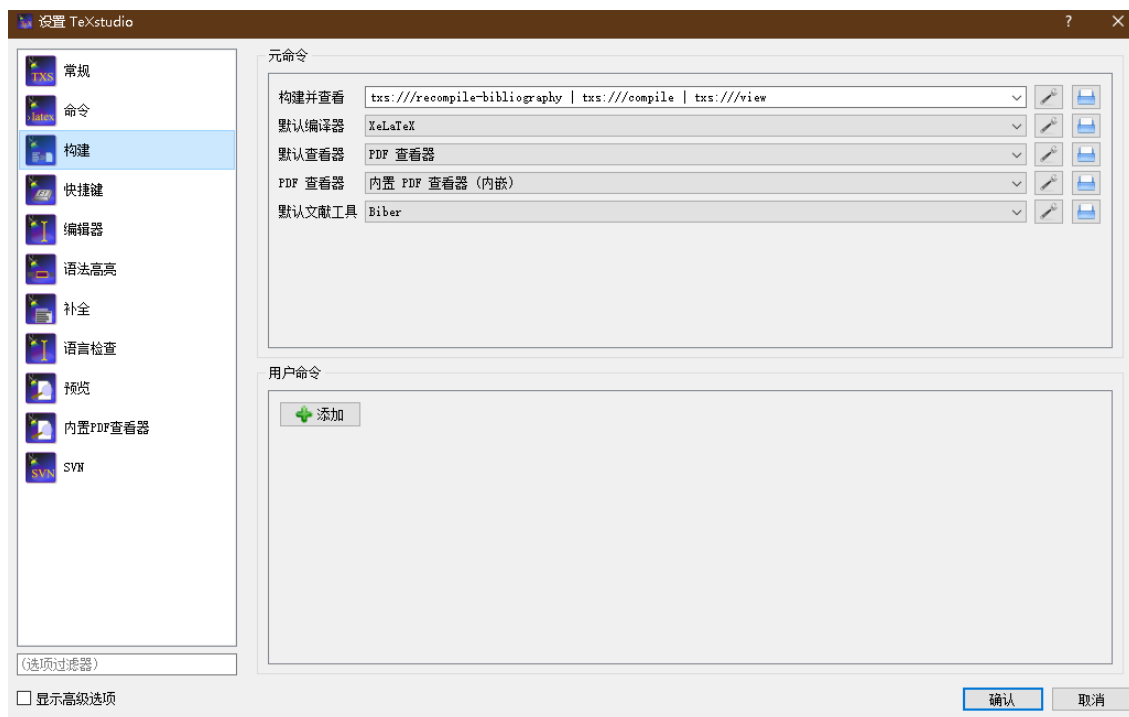 设置 TeXstudio
?
常规
命令
构建
快捷键
编辑器
语法高亮
补全
语言检查
预览
内置PDF查看器
SVN
(选项过滤器)
显示高级选项
元命令
构建并查看 txs:///recompile-bibliography | txs:///compile | txs:///view
默认编译器 XeLaTeX
默认查看器 PDF 查看器
PDF 查看器 内置 PDF 查看器 (内嵌)
默认文献工具 Biber
用户命令
添加
确认 取消